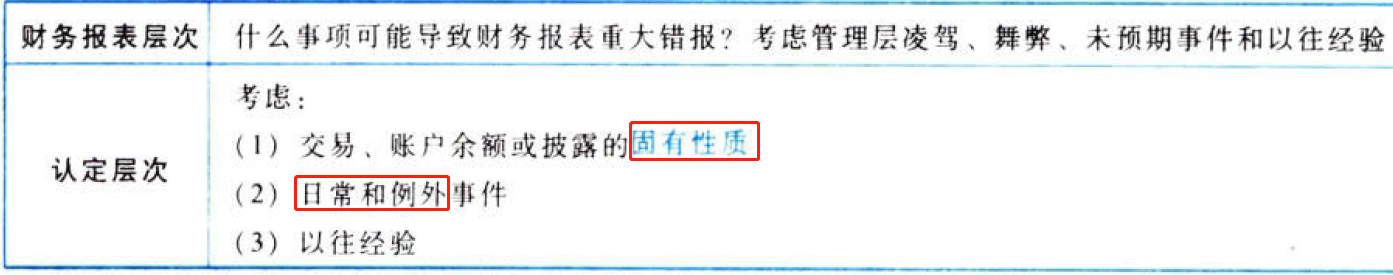 财务报表层次 什么事项可能导致财务报表重大错报？考虑管理层凌驾、舞弊、未预期事件和以往经验
认定层次
考虑：
（1）交易、账户余额或披露的固有性质
（2）日常和例外事件
（3）以往经验